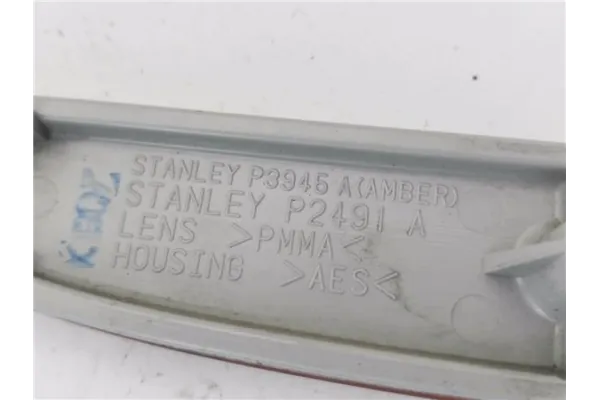 STANLEY P3945 A(AMBER)
STANLEY P2491 A
LENS >PMMA<
HOUSING >AES<